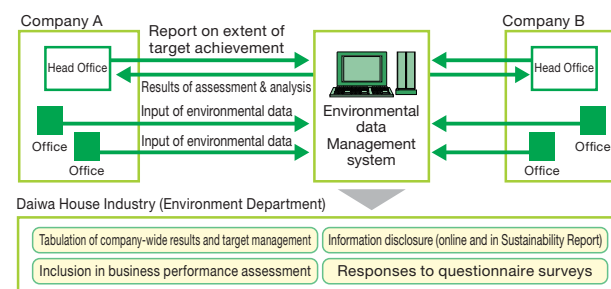 Company A
Company B
Report on extent of
target achievement
Head Office
Head Office
Results of assessment & analysis
Input of environmental data
Environmental
data
Management
system
Office
Office
Input of environmental data
Office
Office
Daiwa House Industry (Environment Department)
Tabulation of company-wide results and target management
Information disclosure (online and in Sustainability Report)
Inclusion in business performance assessment
Responses to questionnaire surveys